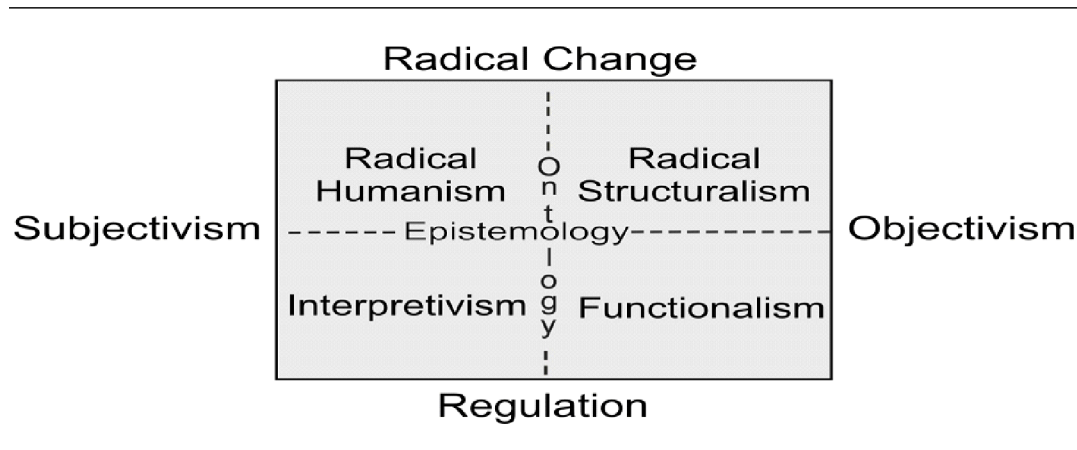 Radical Change
Radical
Humanism
Radical
Structuralism
Ontology
Subjectivism
Epistemology
Objectivism
Interpretivism
Functionalism
Regulation